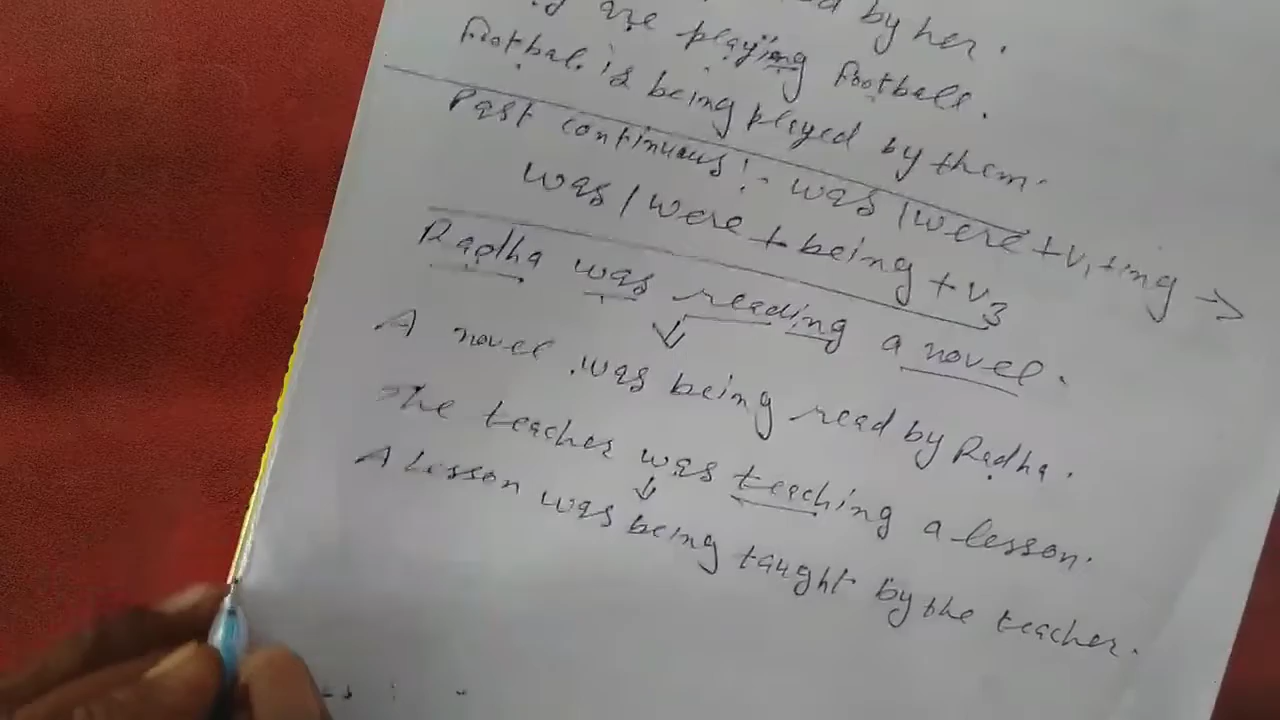 by her.
are playing football.
Football is being played by them.
Past continuous :- was/were + v1 + ing →
was/were + being + v3
Radha was reading a novel.
A novel was being read by Radha.
The teacher was teaching a lesson.
A Lesson was being taught by the teacher.